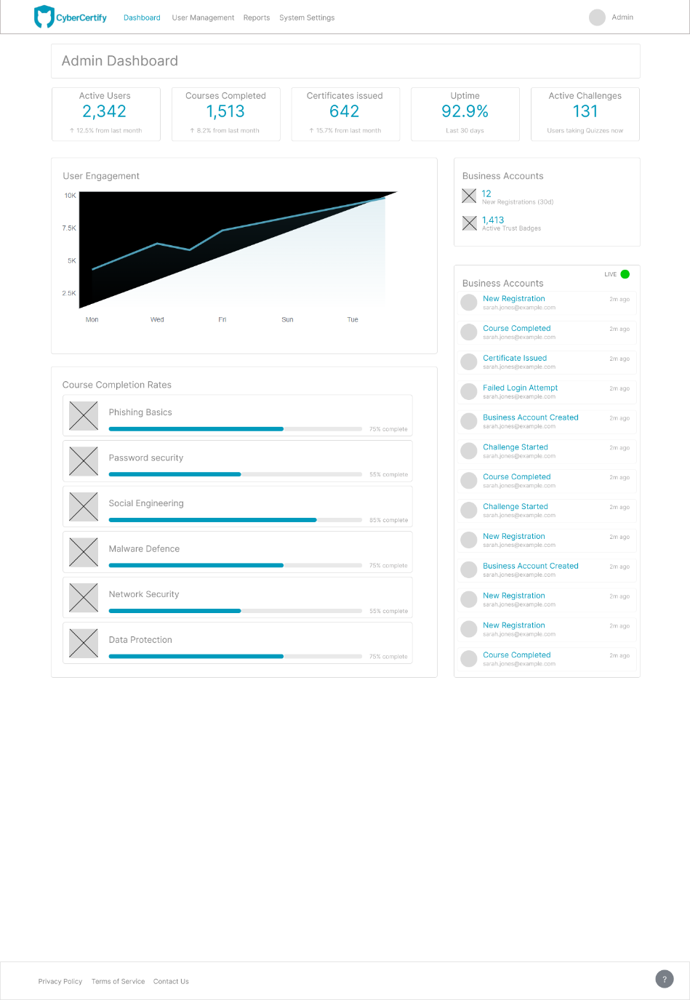 CyberCertify
Dashboard
User Management
Reports
System Settings
Admin
Admin Dashboard
Active Users
2,342
↑ 12.5% from last month
Courses Completed
1,513
↑ 8.2% from last month
Certificates issued
642
↑ 15.7% from last month
Uptime
92.9%
Last 30 days
Active Challenges
131
Users taking Quizzes now
User Engagement
10K
7.5K
5K
2.5K
Mon
Wed
Fri
Sun
Tue
Business Accounts
12
New Registrations (30d)
1,413
Active Trust Badges
Course Completion Rates
Phishing Basics
75% complete
Password security
55% complete
Social Engineering
85% complete
Malware Defence
75% complete
Network Security
55% complete
Data Protection
75% complete
LIVE
Business Accounts
New Registration
2m ago
sarah.jones@example.com
Course Completed
2m ago
sarah.jones@example.com
Certificate Issued
2m ago
sarah.jones@example.com
Failed Login Attempt
2m ago
sarah.jones@example.com
Business Account Created
2m ago
sarah.jones@example.com
Challenge Started
2m ago
sarah.jones@example.com
Course Completed
2m ago
sarah.jones@example.com
Challenge Started
2m ago
sarah.jones@example.com
New Registration
2m ago
sarah.jones@example.com
Business Account Created
2m ago
sarah.jones@example.com
New Registration
2m ago
sarah.jones@example.com
New Registration
2m ago
sarah.jones@example.com
Course Completed
2m ago
sarah.jones@example.com
Privacy Policy
Terms of Service
Contact Us
?